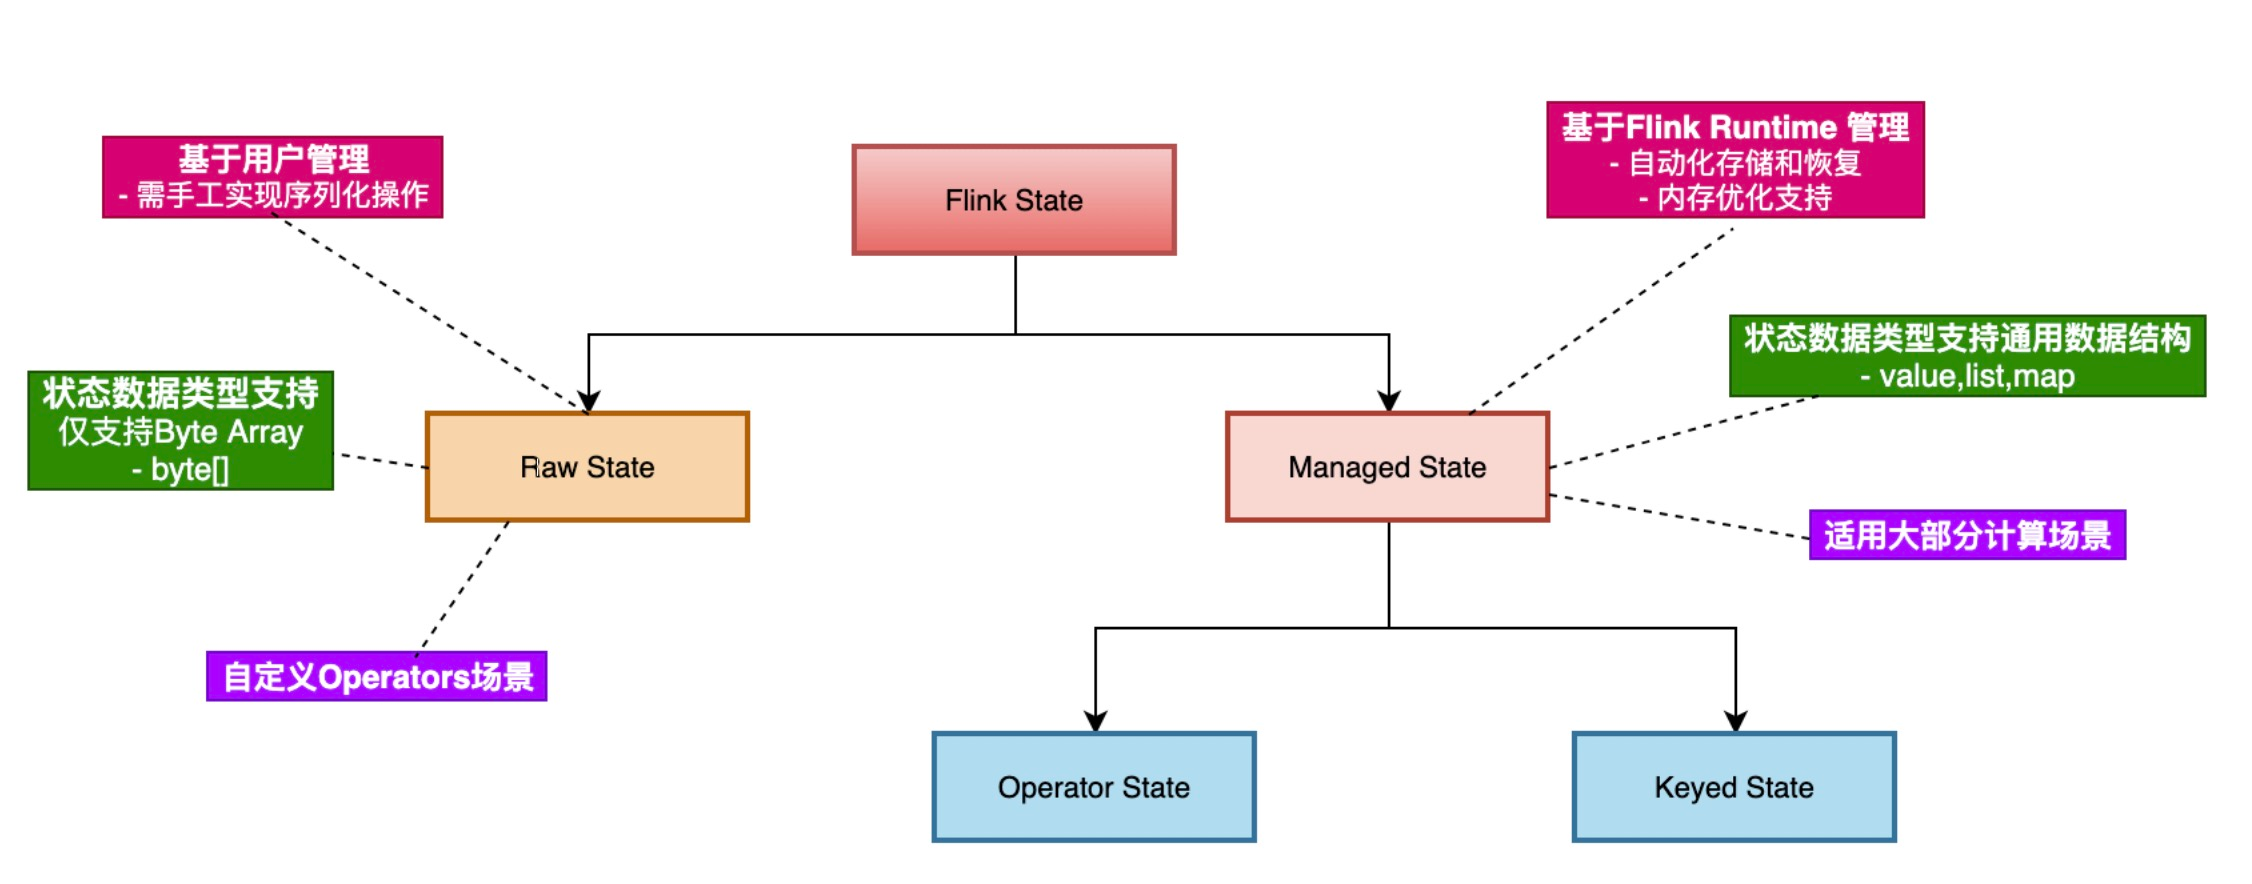 Flink State
基于用户管理
- 需手工实现序列化操作
基于Flink Runtime 管理
- 自动化存储和恢复
- 内存优化支持
状态数据类型支持
仅支持Byte Array
- byte[]
Raw State
Managed State
状态数据类型支持通用数据结构
- value,list,map
适用大部分计算场景
自定义Operators场景
Operator State
Keyed State